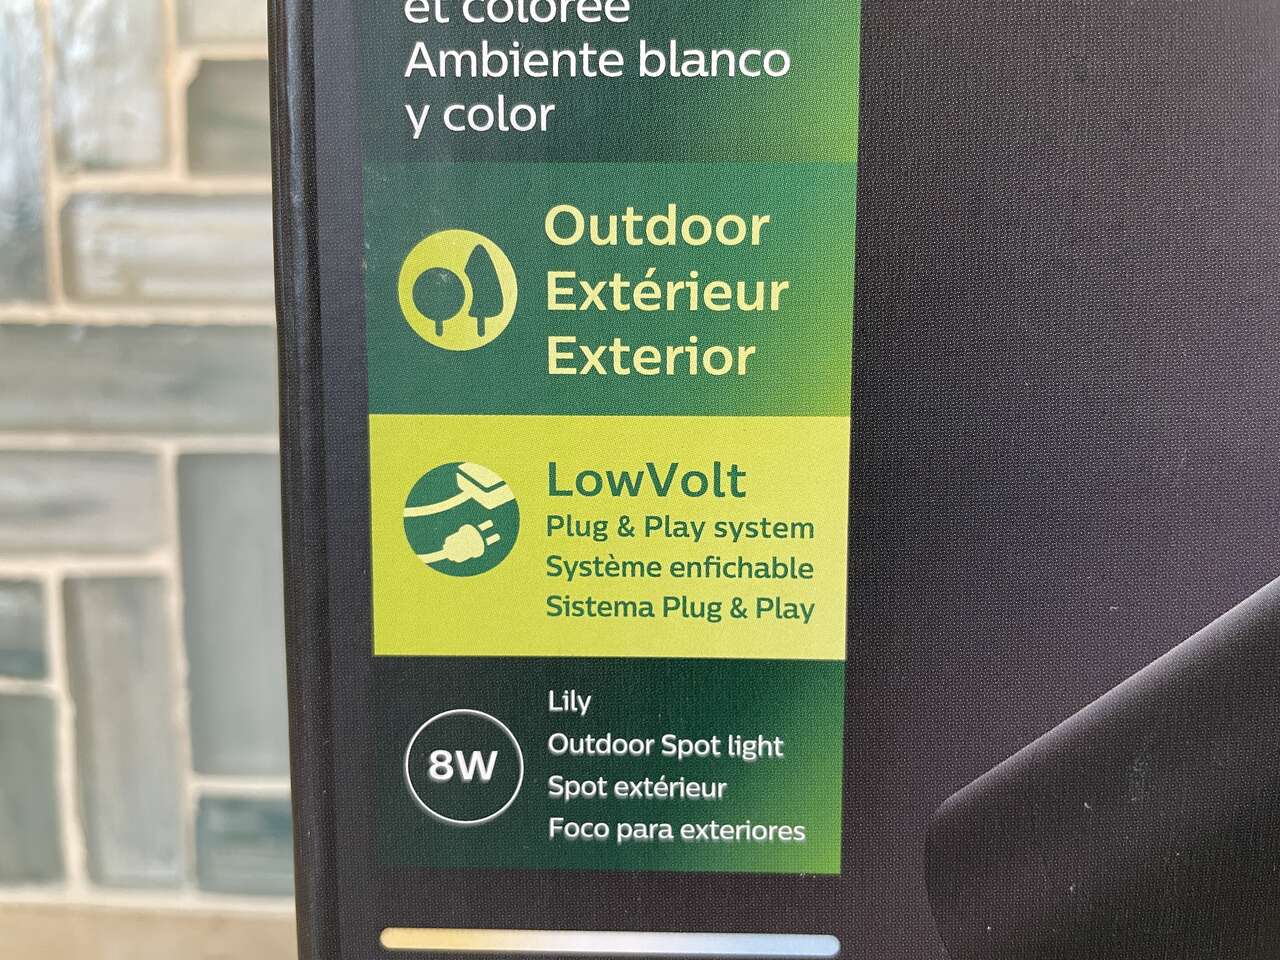 et colorée
Ambiente blanco
y color
Outdoor
Extérieur
Exterior
LowVolt
Plug & Play system
Système enfichable
Sistema Plug & Play
8W
Lily
Outdoor Spot light
Spot extérieur
Foco para exteriores